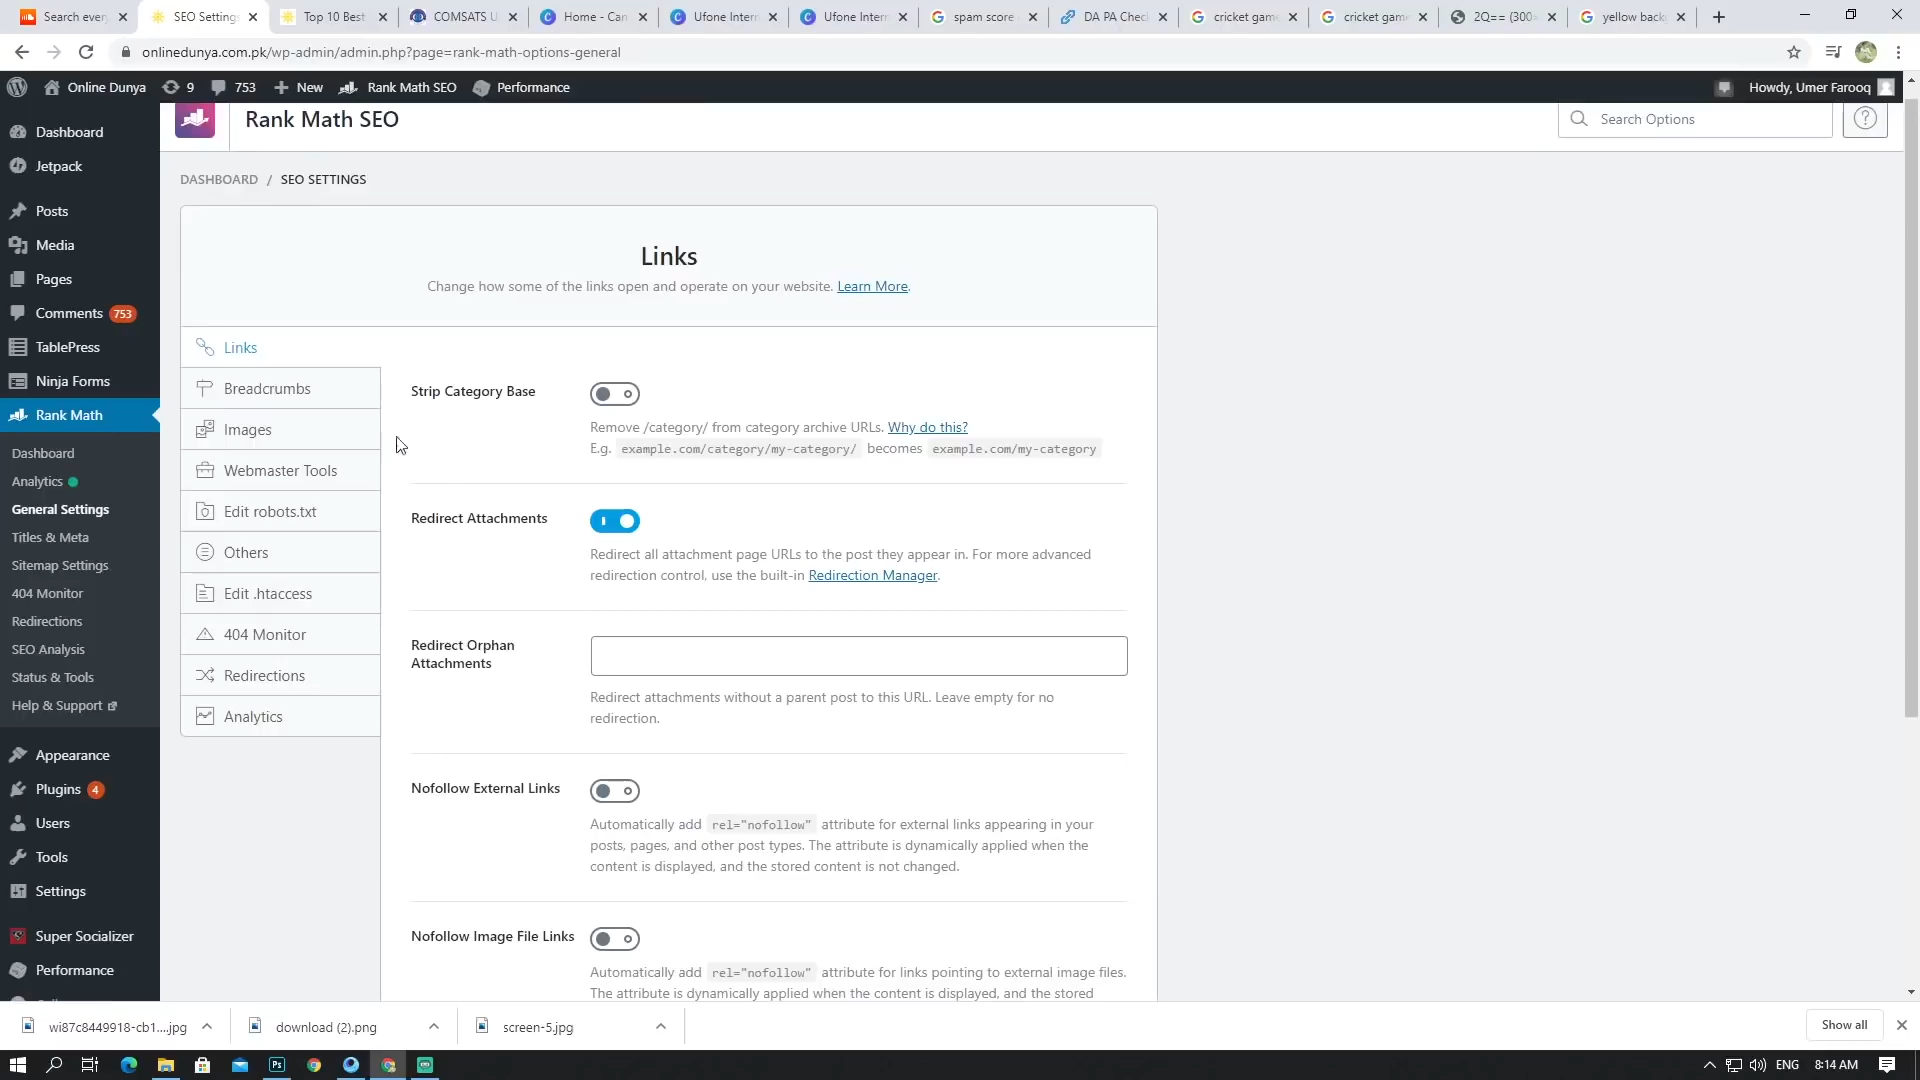 Search every
SEO Settings
Top 10 Best
COMSATS U
Home - Can
Ufone Intern
Ufone Intern
spam score
DA PA Chec
cricket game
cricket game
2Q== (300×
yellow back
onlinedunya.com.pk/wp-admin/admin.php?page=rank-math-options-general
Online Dunya
9
753
New
Rank Math SEO
Performance
Howdy, Umer Farooq
Rank Math SEO
Search Options
DASHBOARD / SEO SETTINGS
Dashboard
Jetpack
Posts
Media
Pages
Comments 753
TablePress
Ninja Forms
Rank Math
Dashboard
Analytics
General Settings
Titles & Meta
Sitemap Settings
404 Monitor
Redirections
SEO Analysis
Status & Tools
Help & Support
Appearance
Plugins 4
Users
Tools
Settings
Super Socializer
Performance
Links
Change how some of the links open and operate on your website. Learn More.
Links
Breadcrumbs
Images
Webmaster Tools
Edit robots.txt
Others
Edit .htaccess
404 Monitor
Redirections
Analytics
Strip Category Base
Remove /category/ from category archive URLs. Why do this?
E.g. example.com/category/my-category/ becomes example.com/my-category
Redirect Attachments
Redirect all attachment page URLs to the post they appear in. For more advanced
redirection control, use the built-in Redirection Manager.
Redirect Orphan
Attachments
Redirect attachments without a parent post to this URL. Leave empty for no
redirection.
Nofollow External Links
Automatically add rel="nofollow" attribute for external links appearing in your
posts, pages, and other post types. The attribute is dynamically applied when the
content is displayed, and the stored content is not changed.
Nofollow Image File Links
Automatically add rel="nofollow" attribute for links pointing to external image files.
The attribute is dynamically applied when the content is displayed, and the stored
wi87c8449918-cb1....jpg
download (2).png
screen-5.jpg
Show all
Ps
ENG
8:14 AM